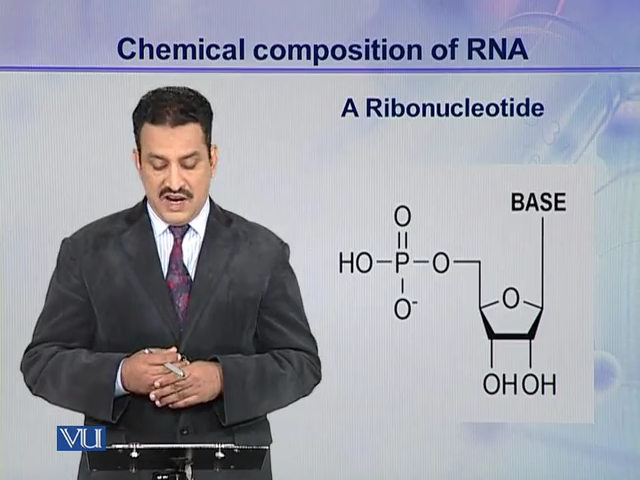 Chemical composition of RNA
A Ribonucleotide
BASE
O
HO P O O
O-
OH OH
VU